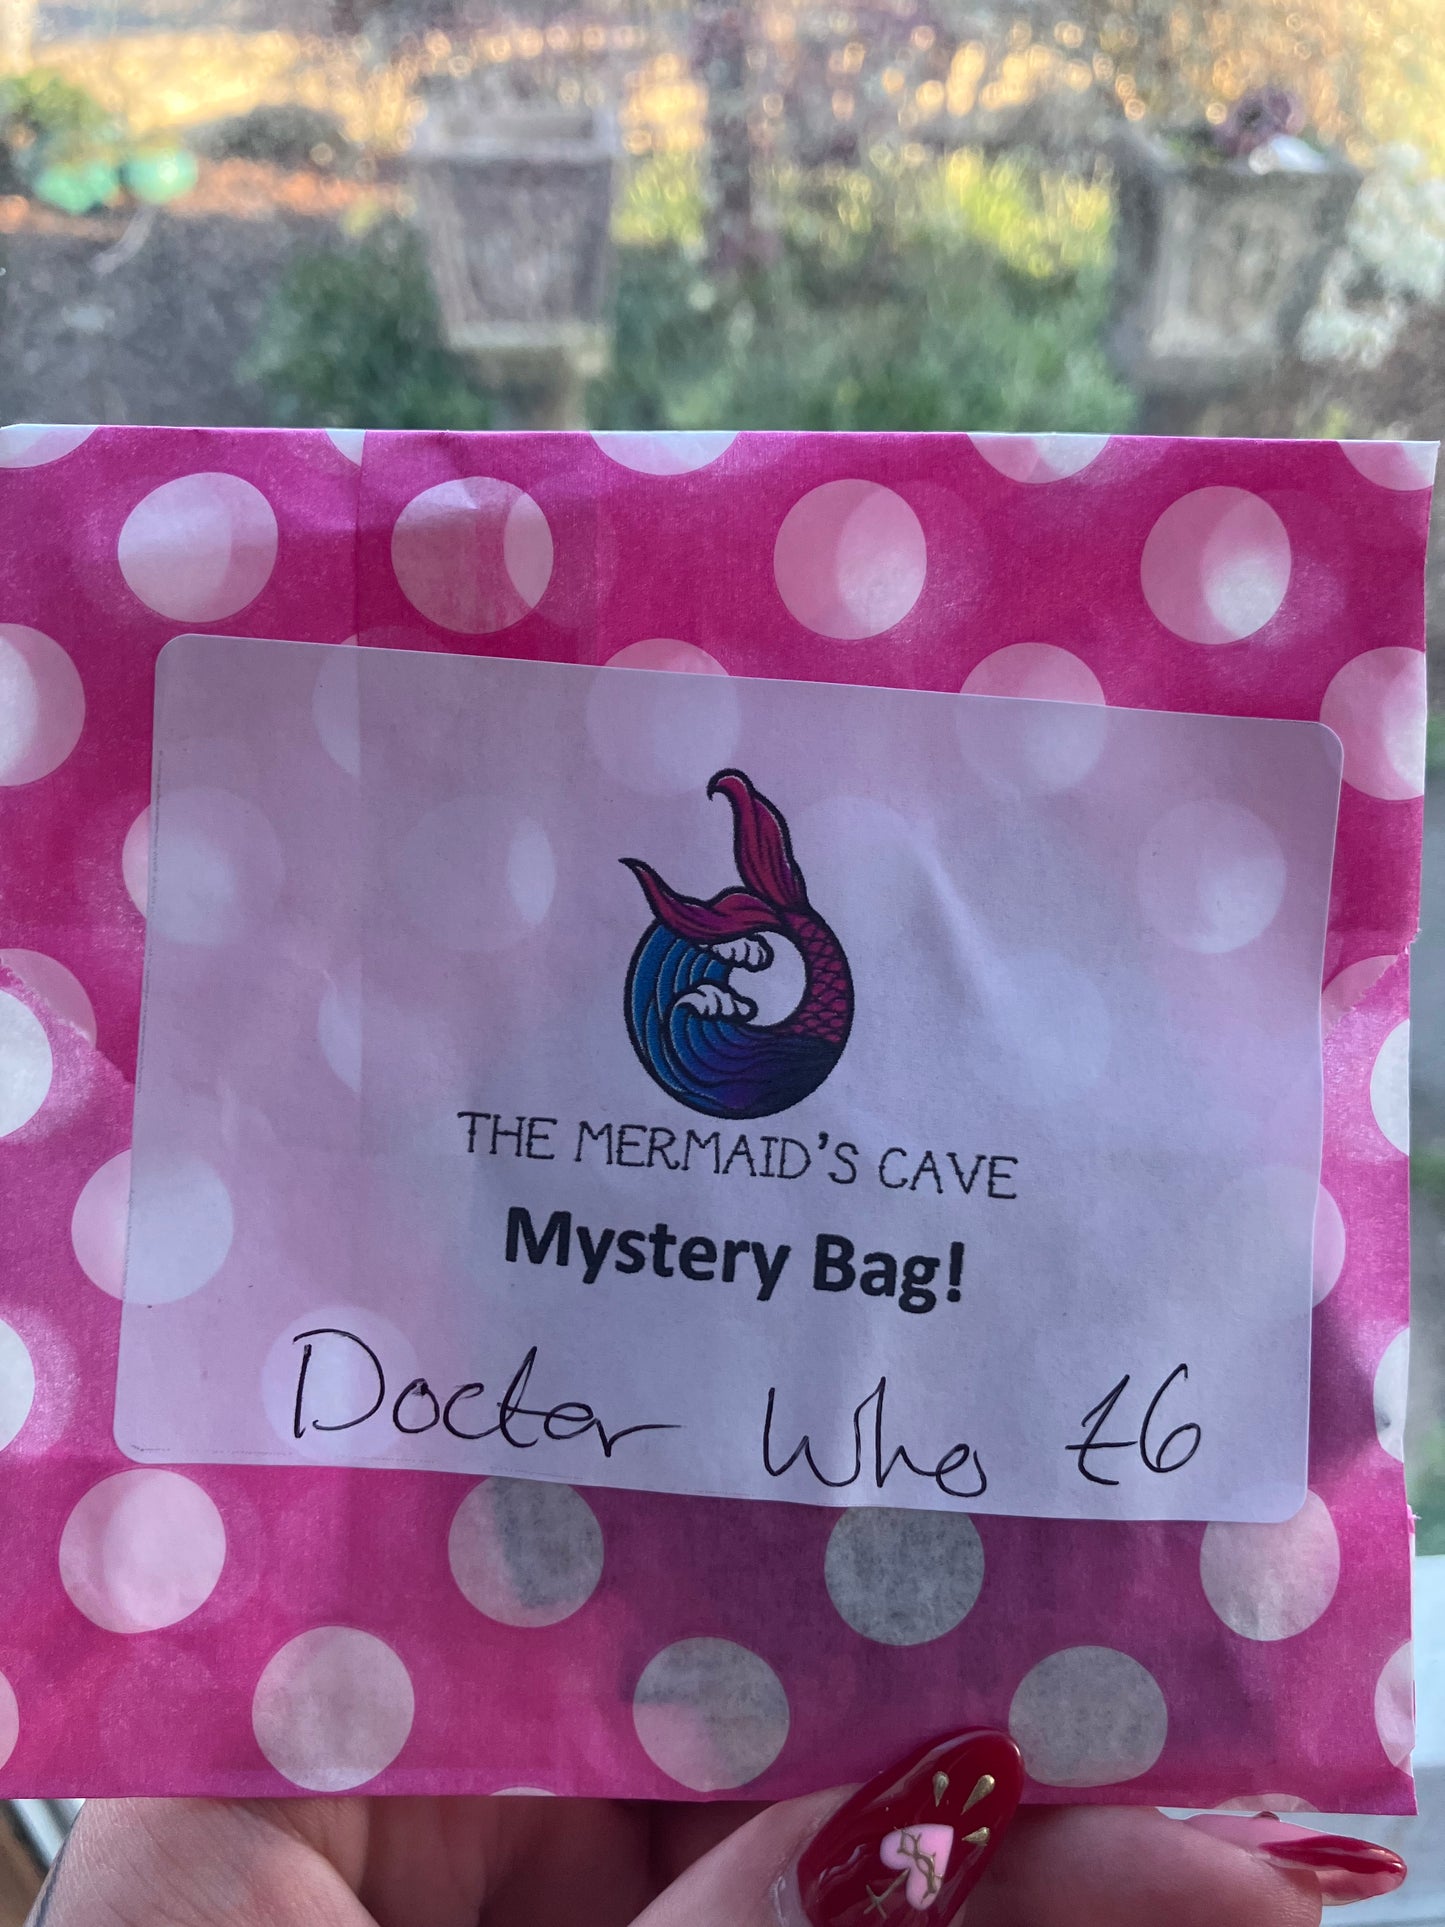 THE MERMAID'S CAVE
Mystery Bag!
Doctor Who £6